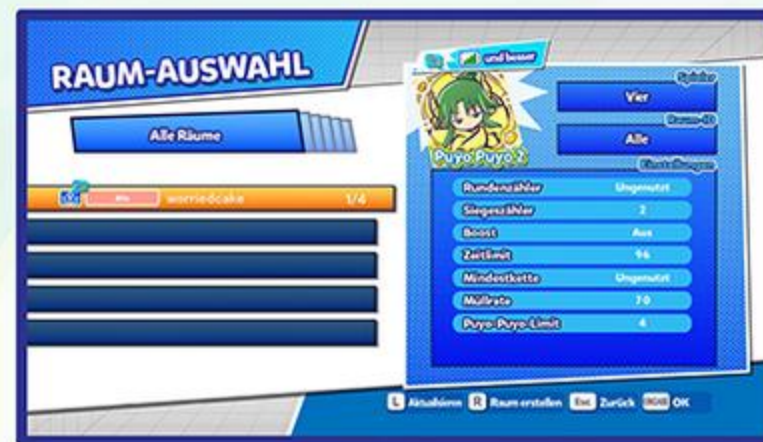 RAUM-AUSWAHL
Alle Räume
worriedcake 1/4
und besser
Puyo Puyo 2
Spieler
Vier
Raum-ID
Alle
Einstellungen
Rundenzähler Ungenutzt
Siegeszähler 2
Boost Aus
Zeitlimit 96
Mindestkette Ungenutzt
Müllrate 70
Puyo-Puyo-Limit 4
L Aktualisieren R Raum erstellen Esc Zurück OK